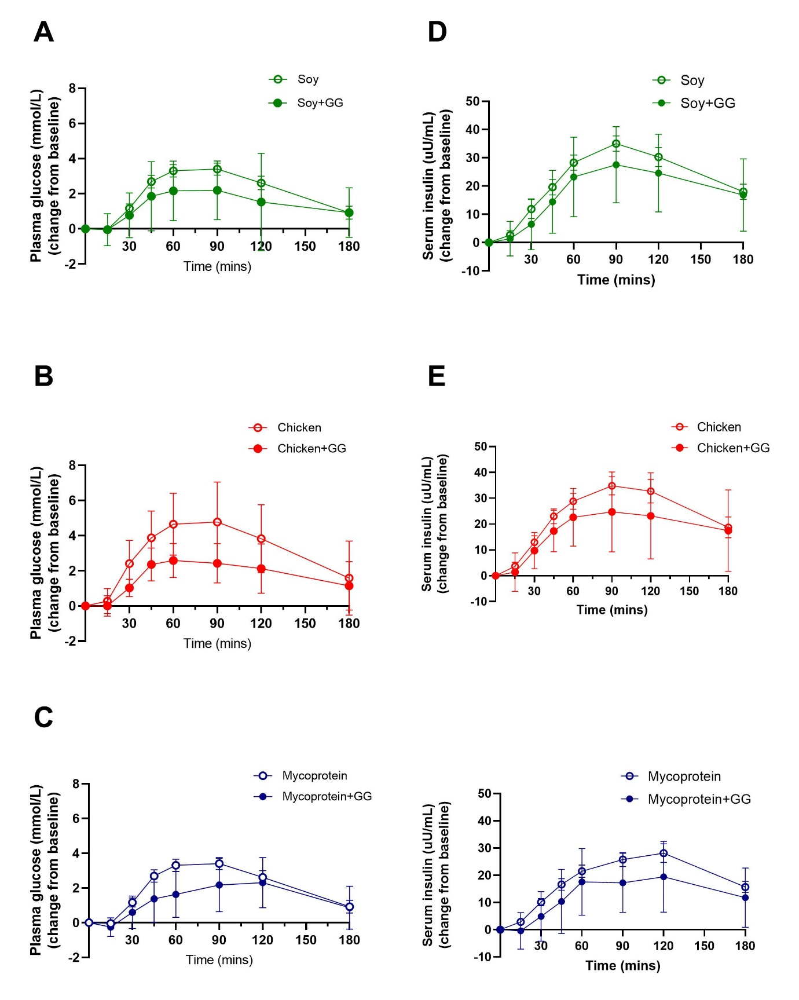 A
Soy
Soy+GG
Plasma glucose (mmol/L)
(change from baseline)
8
6
4
2
0
-2
30 60 90 120 150 180
Time (mins)
D
Soy
Soy+GG
Serum insulin (uU/mL)
(change from baseline)
50
40
30
20
10
0
-10
30 60 90 120 150 180
Time (mins)
B
Chicken
Chicken+GG
Plasma glucose (mmol/L)
(change from baseline)
8
6
4
2
0
-2
30 60 90 120 150 180
Time (mins)
E
Chicken
Chicken+GG
Serum insulin (uU/mL)
(change from baseline)
50
40
30
20
10
0
-10
30 60 90 120 150 180
Time (mins)
C
Mycoprotein
Mycoprotein+GG
Plasma glucose (mmol/L)
(change from baseline)
8
6
4
2
0
-2
30 60 90 120 150 180
Time (mins)
Mycoprotein
Mycoprotein+GG
Serum insulin (uU/mL)
(change from baseline)
50
40
30
20
10
0
-10
30 60 90 120 150 180
Time (mins)